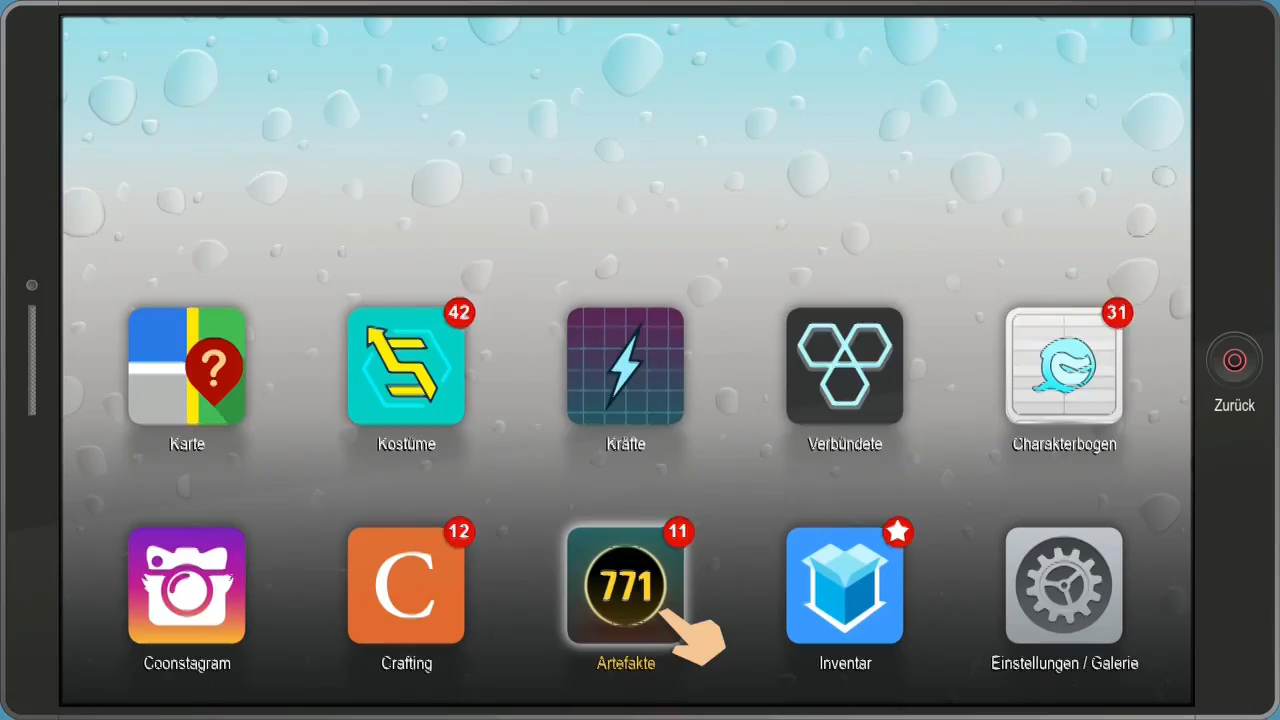 42
31
?
Karte
Kostüme
Kräfte
Verbündete
Charakterbogen
Zurück
12
11
C
771
Coonstagram
Crafting
Artefakte
Inventar
Einstellungen / Galerie